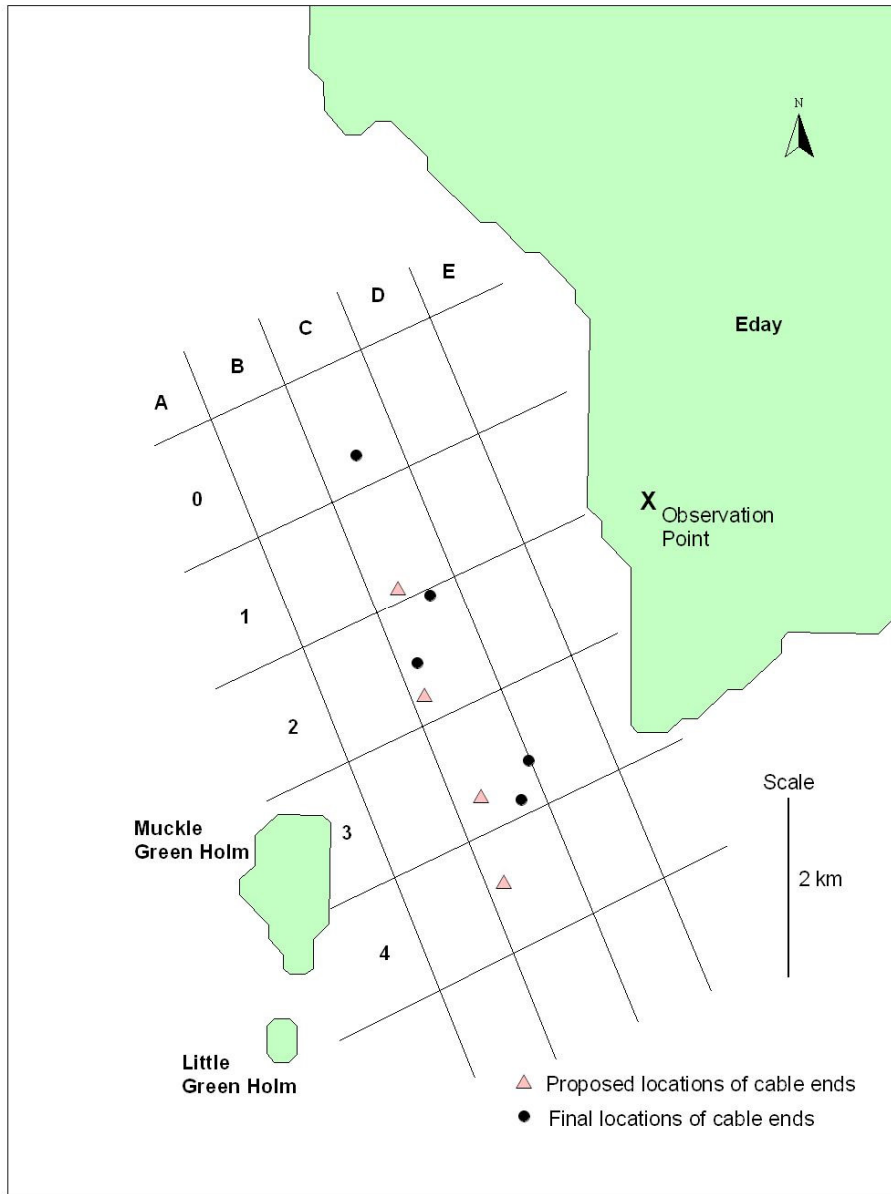 N
E
D
Eday
C
B
A
0
X
Observation
Point
1
2
Scale
Muckle
Green Holm
3
2 km
4
Little
Green Holm
Proposed locations of cable ends
Final locations of cable ends